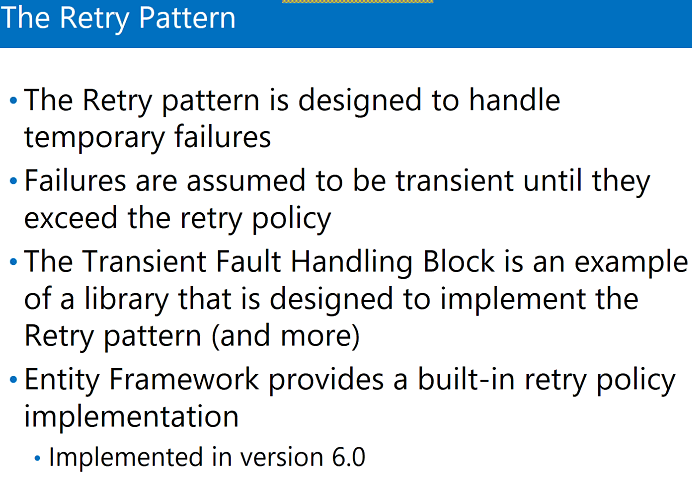 The Retry Pattern
• The Retry pattern is designed to handle
temporary failures
• Failures are assumed to be transient until they
exceed the retry policy
• The Transient Fault Handling Block is an example
of a library that is designed to implement the
Retry pattern (and more)
• Entity Framework provides a built-in retry policy
implementation
• Implemented in version 6.0